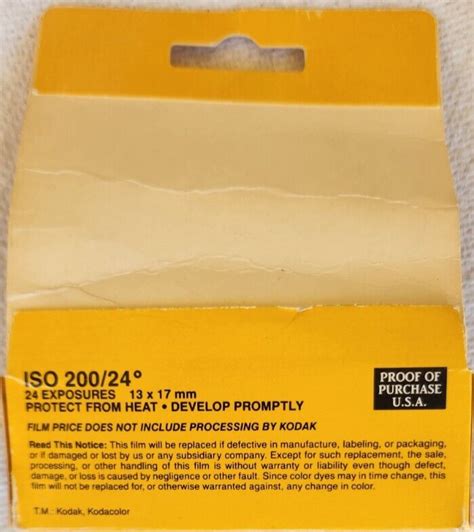 ISO 200/24°
24 EXPOSURES 13 x 17 mm
PROTECT FROM HEAT • DEVELOP PROMPTLY
PROOF OF
PURCHASE
U.S.A.
FILM PRICE DOES NOT INCLUDE PROCESSING BY KODAK
Read This Notice: This film will be replaced if defective in manufacture, labeling, or packaging,
or if damaged or lost by us or any subsidiary company. Except for such replacement, the sale,
processing, or other handling of this film is without warranty or liability even though defect,
damage, or loss is caused by negligence or other fault. Since color dyes may in time change, this
film will not be replaced for, or otherwise warranted against, any change in color.
T.M.: Kodak, Kodacolor